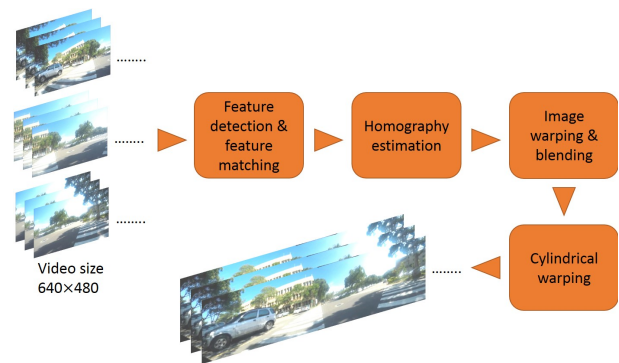 Feature
detection &
feature
matching
Homography
estimation
Image
warping &
blending
Cylindrical
warping
Video size
640×480